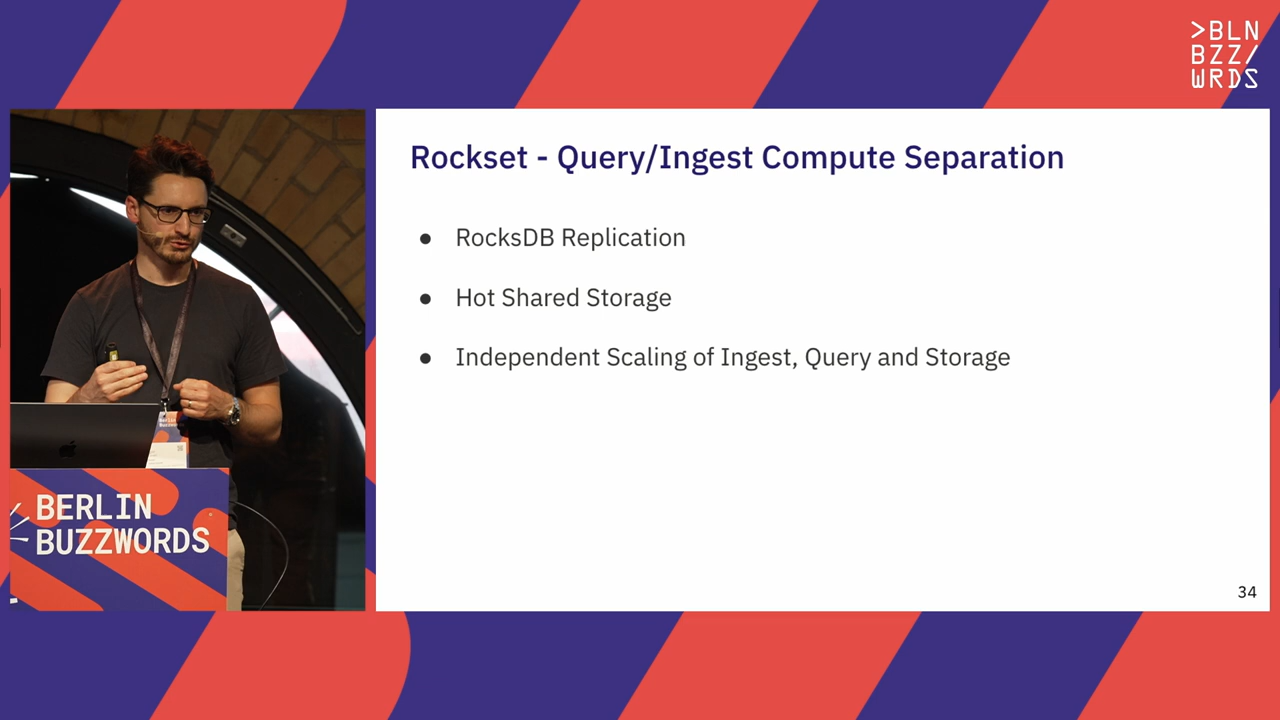 >BLN
BZZ/
WRDS
Rockset - Query/Ingest Compute Separation
● RocksDB Replication
● Hot Shared Storage
● Independent Scaling of Ingest, Query and Storage
34
BERLIN
BUZZWORDS